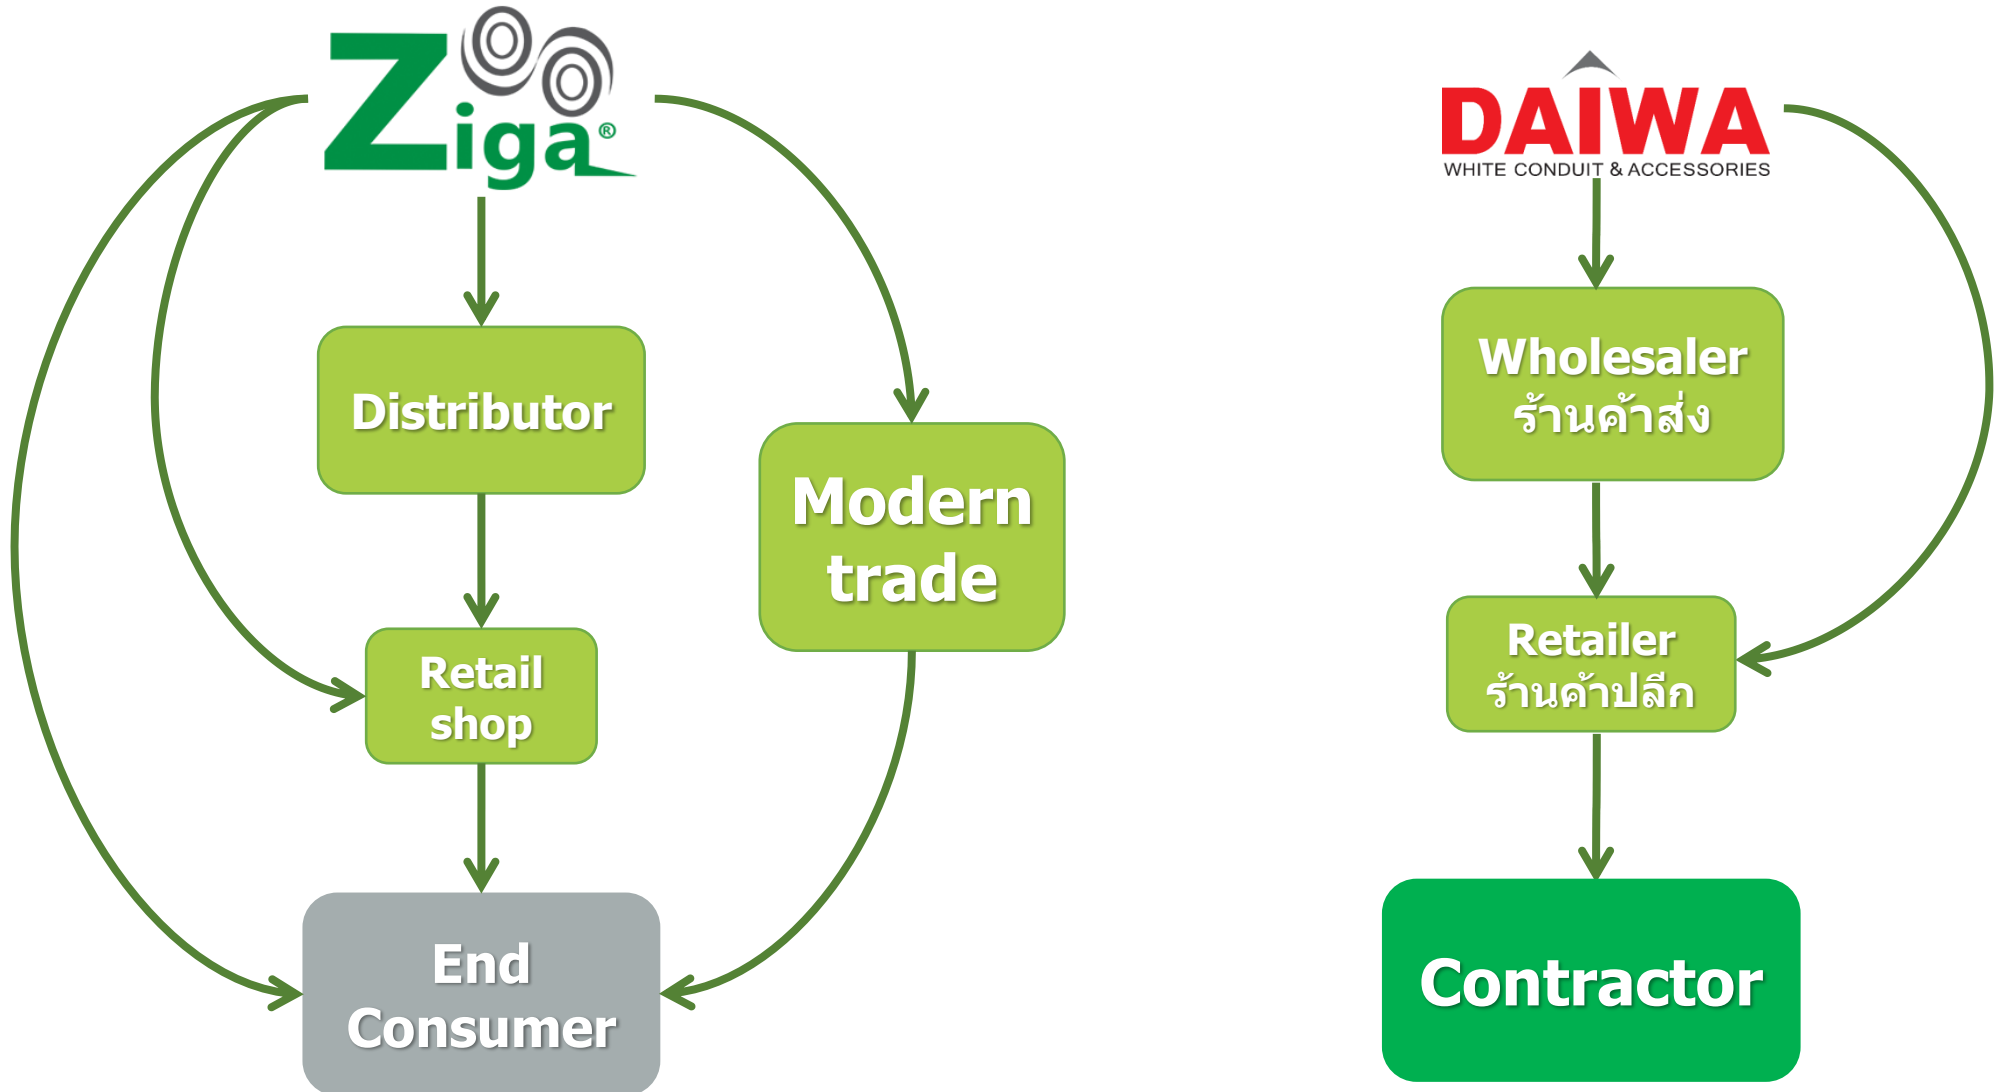 Ziga®
Distributor
Retail
shop
Modern
trade
End
Consumer
DAIWA
WHITE CONDUIT & ACCESSORIES
Wholesaler
ร้านค้าส่ง
Retailer
ร้านค้าปลีก
Contractor